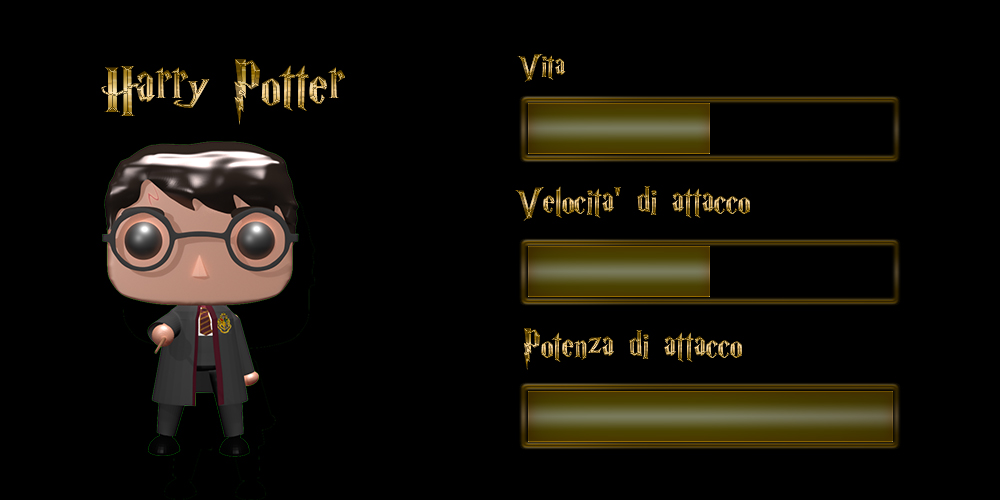 Harry Potter
Vita
Velocita' di attacco
Potenza di attacco